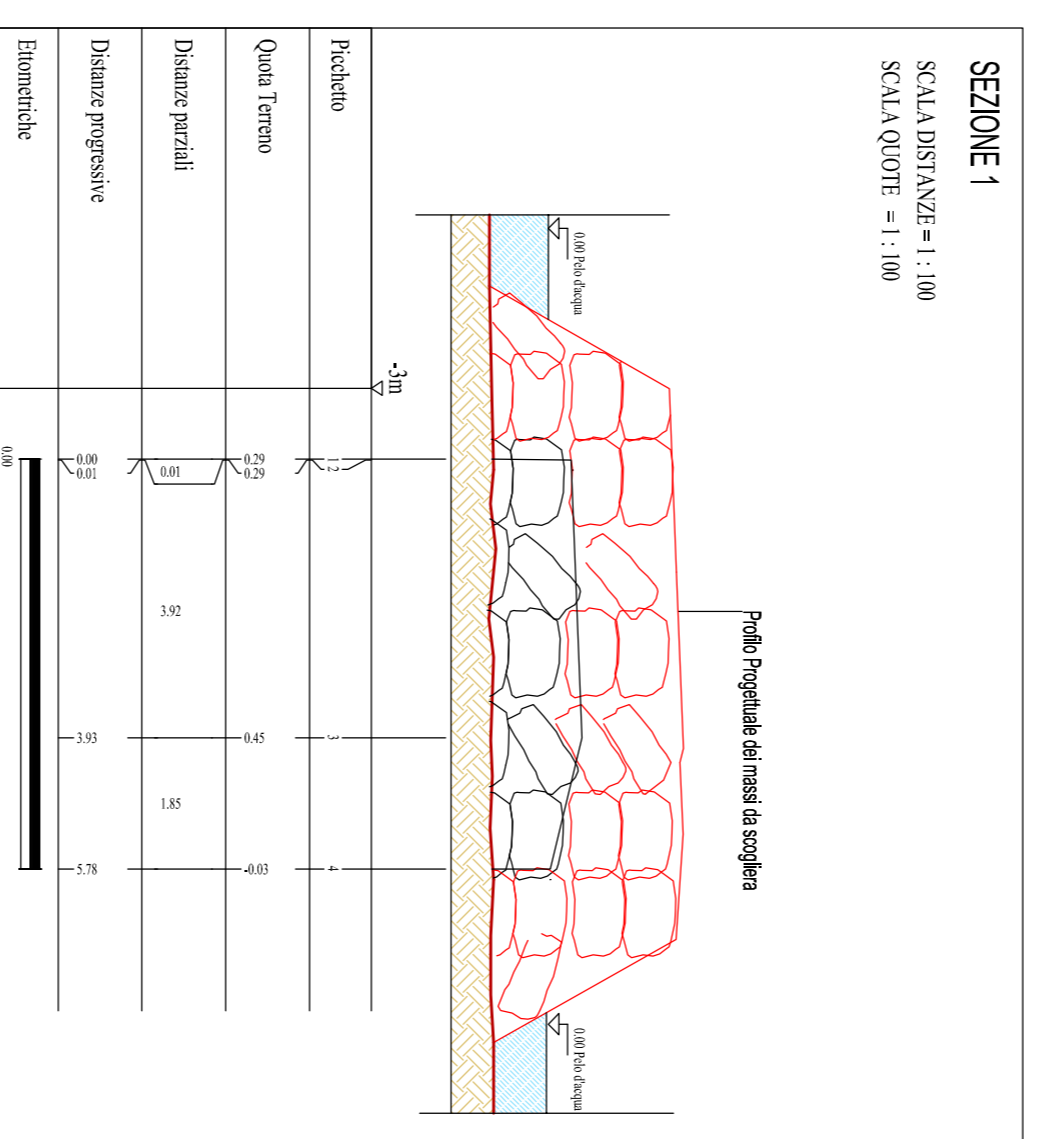 SEZIONE 1
SCALA DISTANZE = 1 : 100
SCALA QUOTE = 1 : 100
0.00 Pelo d'acqua
Profilo Progettuale dei massi da scogliera
0.00 Pelo d'acqua
-3m
Picchetto 1 2 3 4
Quota Terreno 0.29 0.29 0.45 -0.03
Distanze parziali 0.01 3.92 1.85
Distanze progressive 0.00 0.01 3.93 5.78
Ettometriche 0.00